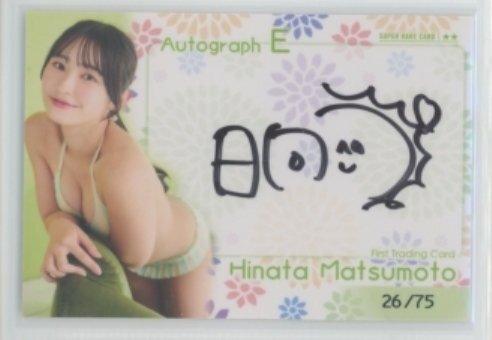 Autograph E
SUPER RARE CARD ★★
日向
First Trading Card
Hinata Matsumoto
26/75